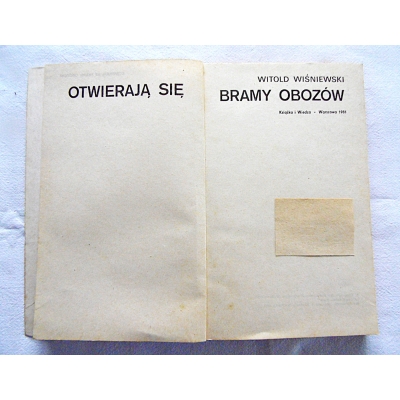 OTWIERAJĄ SIĘ
WITOLD WIŚNIEWSKI
BRAMY OBOZÓW
Książka i Wiedza - Warszawa